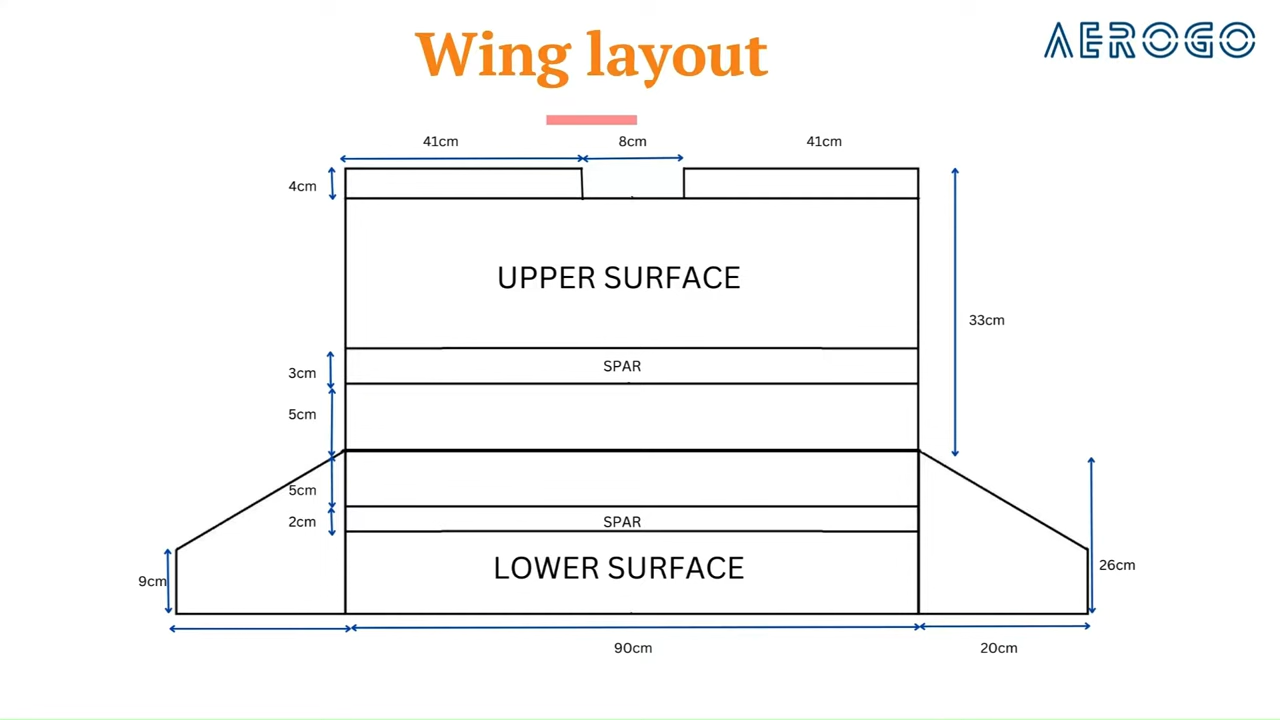 Wing layout
AEROGO
41cm
8cm
41cm
4cm
UPPER SURFACE
33cm
SPAR
3cm
5cm
5cm
SPAR
2cm
LOWER SURFACE
9cm
26cm
90cm
20cm